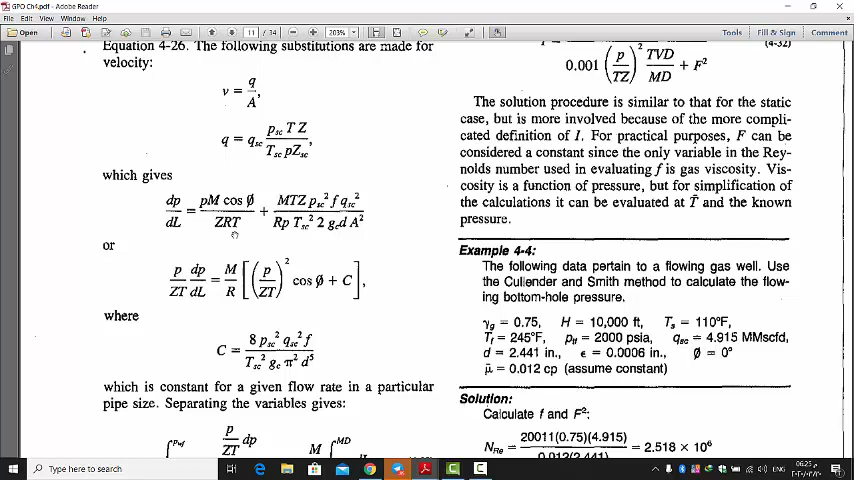 GPO Ch4.pdf - Adobe Reader
File Edit View Window Help
Open 11 / 34 203% Tools Fill & Sign Comment
Equation 4-26. The following substitutions are made for
velocity:
v = q/A,
q = q_sc p_sc T Z / T_sc p Z_sc,
which gives
dp/dL = pM cos Ø / ZRT + MTZ p_sc² f q_sc² / Rp T_sc² 2 g_c d A²
or
p/ZT dp/dL = M/R [(p/ZT)² cos Ø + C],
where
C = 8 p_sc² q_sc² f / T_sc² g_c π² d⁵
which is constant for a given flow rate in a particular
pipe size. Separating the variables gives:
∫^p_wf p/ZT dp M ∫^MD
(4-32)
0.001 (p/TZ)² TVD/MD + F²
The solution procedure is similar to that for the static
case, but is more involved because of the more compli-
cated definition of I. For practical purposes, F can be
considered a constant since the only variable in the Rey-
nolds number used in evaluating f is gas viscosity. Vis-
cosity is a function of pressure, but for simplification of
the calculations it can be evaluated at T̄ and the known
pressure.
Example 4-4:
The following data pertain to a flowing gas well. Use
the Cullender and Smith method to calculate the flow-
ing bottom-hole pressure.
γ_g = 0.75, H = 10,000 ft, T_s = 110°F,
T_f = 245°F, p_tf = 2000 psia, q_sc = 4.915 MMscfd,
d = 2.441 in., ϵ = 0.0006 in., Ø = 0°
μ̄ = 0.012 cp (assume constant)
Solution:
Calculate f and F²;
N_Re = 20011(0.75)(4.915) / 0.012(2.441) = 2.518 × 10⁶
Type here to search
ENG